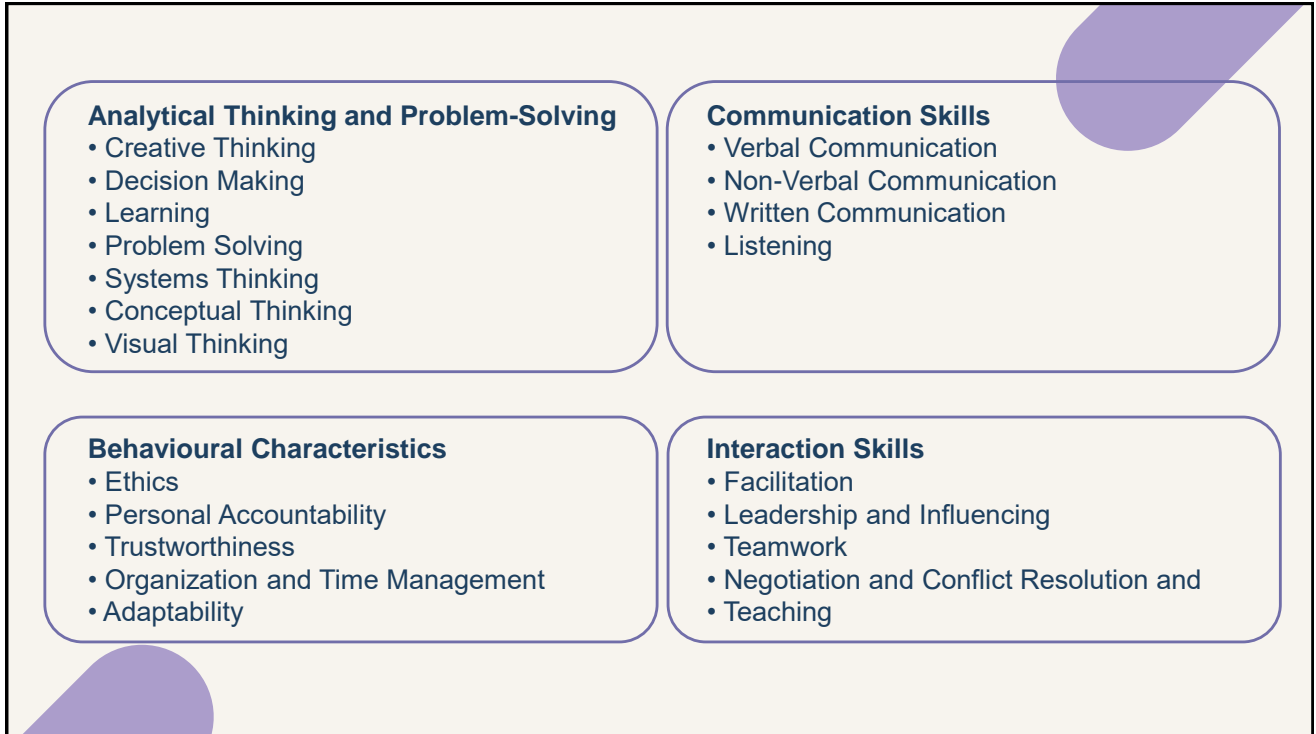 Analytical Thinking and Problem-Solving
• Creative Thinking
• Decision Making
• Learning
• Problem Solving
• Systems Thinking
• Conceptual Thinking
• Visual Thinking
Communication Skills
• Verbal Communication
• Non-Verbal Communication
• Written Communication
• Listening
Behavioural Characteristics
• Ethics
• Personal Accountability
• Trustworthiness
• Organization and Time Management
• Adaptability
Interaction Skills
• Facilitation
• Leadership and Influencing
• Teamwork
• Negotiation and Conflict Resolution and
• Teaching